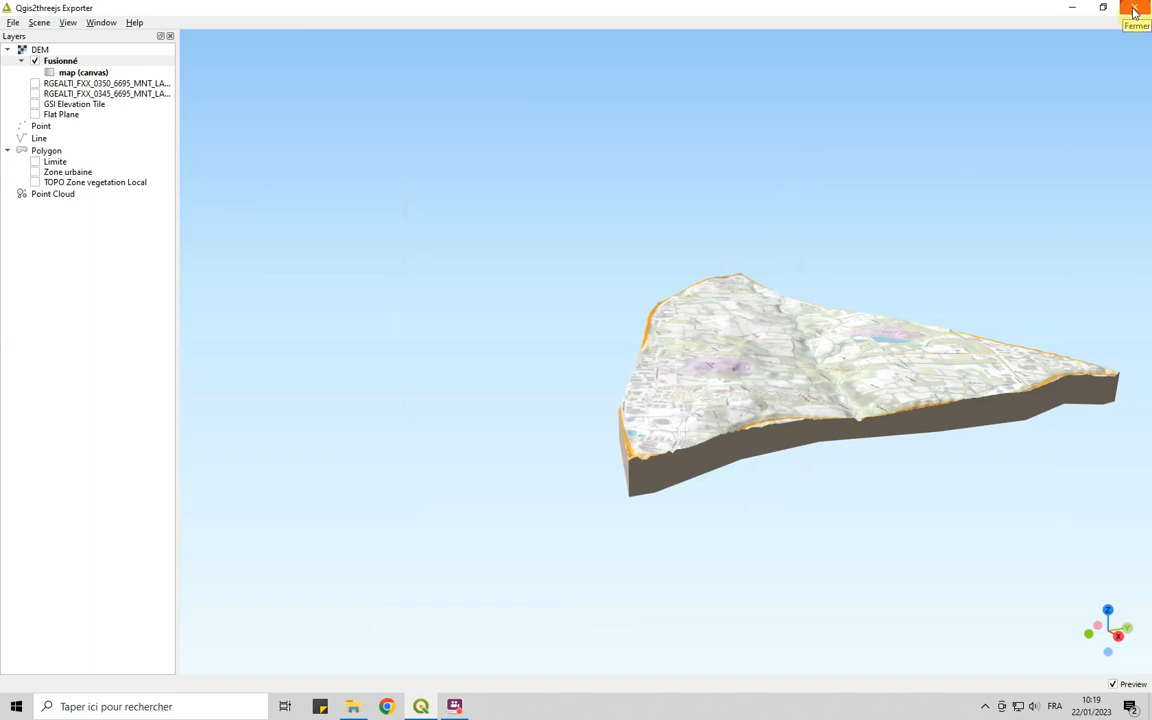 Qgis2threejs Exporter
File Scene View Window Help
Fermer
Layers
DEM
Fusionné
map (canvas)
RGEALTI_FXX_0350_6695_MNT_LA...
RGEALTI_FXX_0345_6695_MNT_LA...
GSI Elevation Tile
Flat Plane
Point
Line
Polygon
Limite
Zone urbaine
TOPO Zone vegetation Local
Point Cloud
Z
Y
X
Preview
Taper ici pour rechercher
FRA
10:19
22/01/2023
2